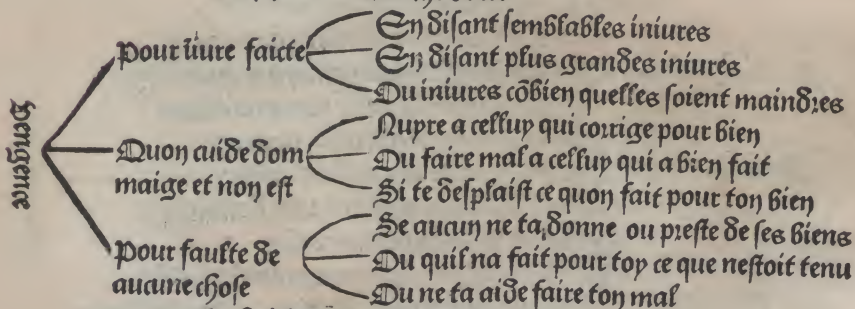 Vengence
Pour iiure faicte
En disant semblables iniures
En disant plus grandes iniures
Ou iniures cõbien quelles soient maindres
Quon cuide dom
maige et non est
Nuyre a celluy qui corrige pour bien
Ou faire mal a celluy qui a bien fait
Si te desplaist ce quon fait pour ton bien
Pour faulte de
aucune chose
Se aucun ne ta donne ou preste de ses biens
Ou quil na fait pour toy ce que nestoit tenu
Ou ne ta aide faire ton mal